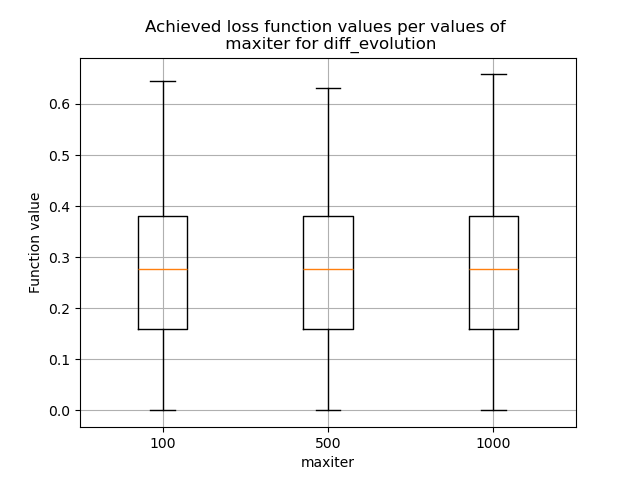 Achieved loss function values per values of
maxiter for diff_evolution
Function value
0.6
0.5
0.4
0.3
0.2
0.1
0.0
100
500
1000
maxiter